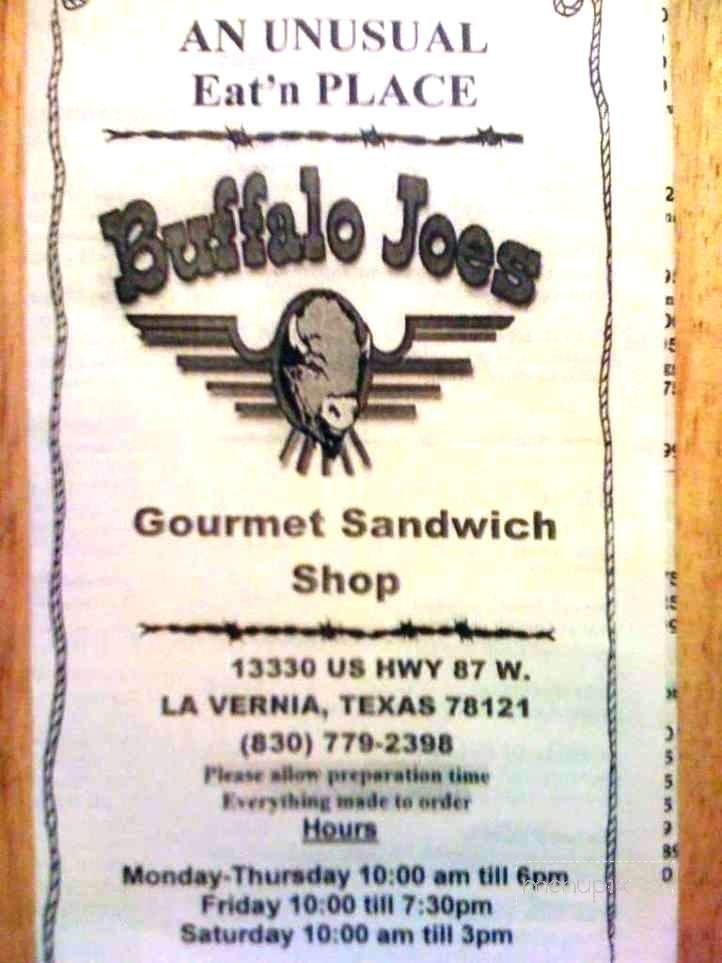 AN UNUSUAL
Eat'n PLACE
Buffalo Joes
Gourmet Sandwich
Shop
13330 US HWY 87 W.
LA VERNIA, TEXAS 78121
(830) 779-2398
Please allow preparation time
Everything made to order
Hours
Monday-Thursday 10:00 am till 6pm
Friday 10:00 till 7:30pm
Saturday 10:00 am till 3pm